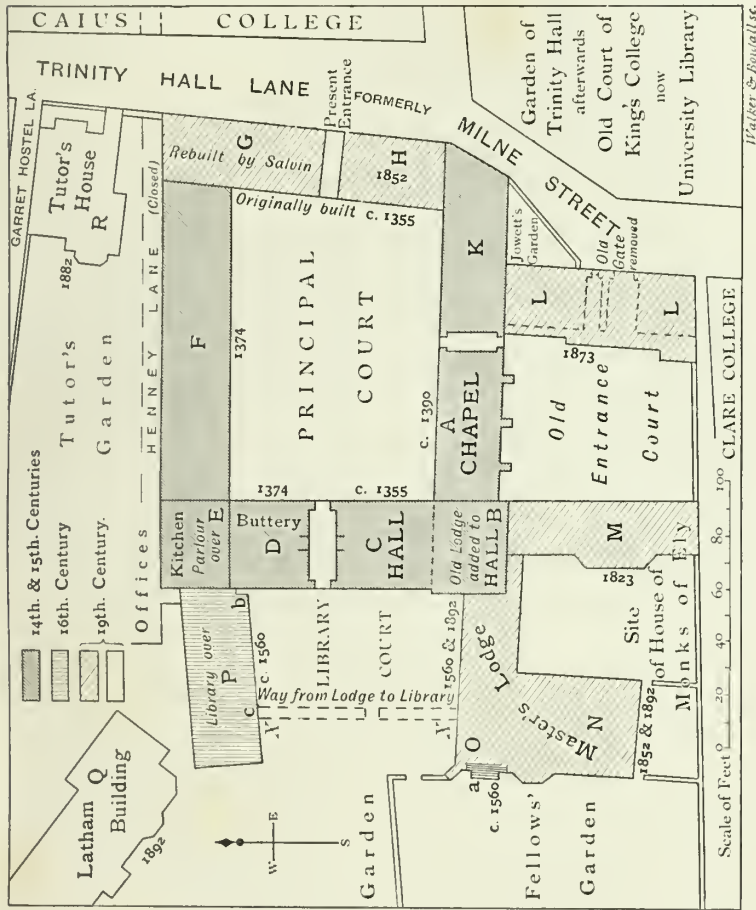 CAIUS COLLEGE
TRINITY HALL LANE
FORMERLY
MILNE STREET
GARRET HOSTEL LA.
Tutor's
House
R
1882
Tutor's
Garden
HENNEY LANE (Closed)
Offices
14th. & 15th. Centuries
16th. Century
19th. Century.
Latham
Q
Building
1892
Present
Entrance
G
Rebuilt by Salvin
H
1852
Originally built c. 1355
F
1374
PRINCIPAL
COURT
K
Jowett's
Garden
Old
Gate
removed
L
L
1873
Garden of
Trinity Hall
afterwards
Old Court of
King's College
now
University Library
c. 1390
A
CHAPEL
Old
Entrance
Court
Kitchen
Parlour
over E
1374
c. 1355
Buttery
D
C
HALL
Old Lodge
added to
HALL B
M
1823
Library over
P
b
c
c. 1560
LIBRARY
COURT
Way from Lodge to Library
X
X
1560 & 1892
Master's Lodge
O
N
a
c. 1560
1852 & 1892
Site
of House of
Monks of Ely
W
E
S
Garden
Fellows'
Garden
CLARE COLLEGE
Scale of Feet
0 20 40 60 80 100
Walker & Boutall sc.